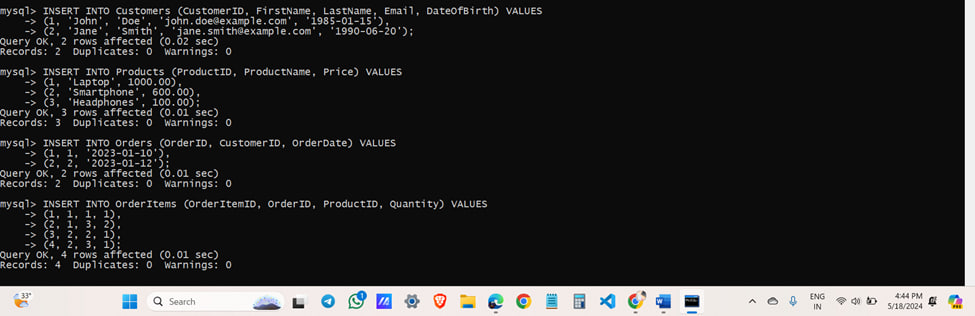 mysql> INSERT INTO Customers (CustomerID, FirstName, LastName, Email, DateOfBirth) VALUES
-> (1, 'John', 'Doe', 'john.doe@example.com', '1985-01-15'),
-> (2, 'Jane', 'Smith', 'jane.smith@example.com', '1990-06-20');
Query OK, 2 rows affected (0.02 sec)
Records: 2  Duplicates: 0  Warnings: 0
mysql> INSERT INTO Products (ProductID, ProductName, Price) VALUES
-> (1, 'Laptop', 1000.00),
-> (2, 'Smartphone', 600.00),
-> (3, 'Headphones', 100.00);
Query OK, 3 rows affected (0.01 sec)
Records: 3  Duplicates: 0  Warnings: 0
mysql> INSERT INTO Orders (OrderID, CustomerID, OrderDate) VALUES
-> (1, 1, '2023-01-10'),
-> (2, 2, '2023-01-12');
Query OK, 2 rows affected (0.01 sec)
Records: 2  Duplicates: 0  Warnings: 0
mysql> INSERT INTO OrderItems (OrderItemID, OrderID, ProductID, Quantity) VALUES
-> (1, 1, 1, 1),
-> (2, 1, 3, 2),
-> (3, 2, 2, 1),
-> (4, 2, 3, 1);
Query OK, 4 rows affected (0.01 sec)
Records: 4  Duplicates: 0  Warnings: 0
33°
Search
1
ENG
IN
4:44 PM
5/18/2024